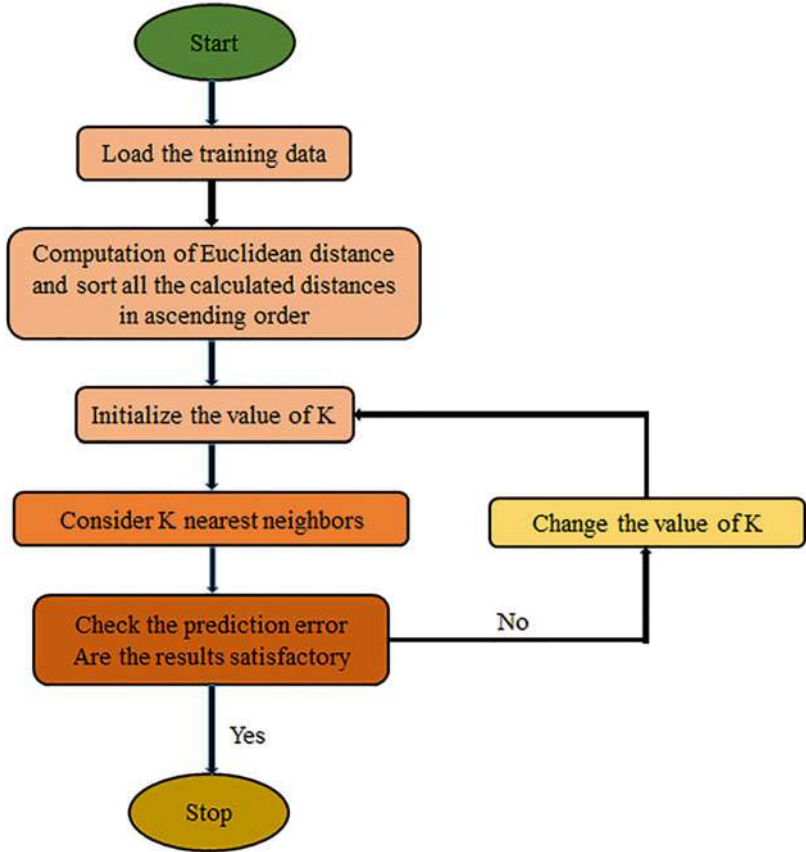 Start
Load the training data
Computation of Euclidean distance
and sort all the calculated distances
in ascending order
Initialize the value of K
Consider K nearest neighbors
Change the value of K
Check the prediction error
Are the results satisfactory
No
Yes
Stop